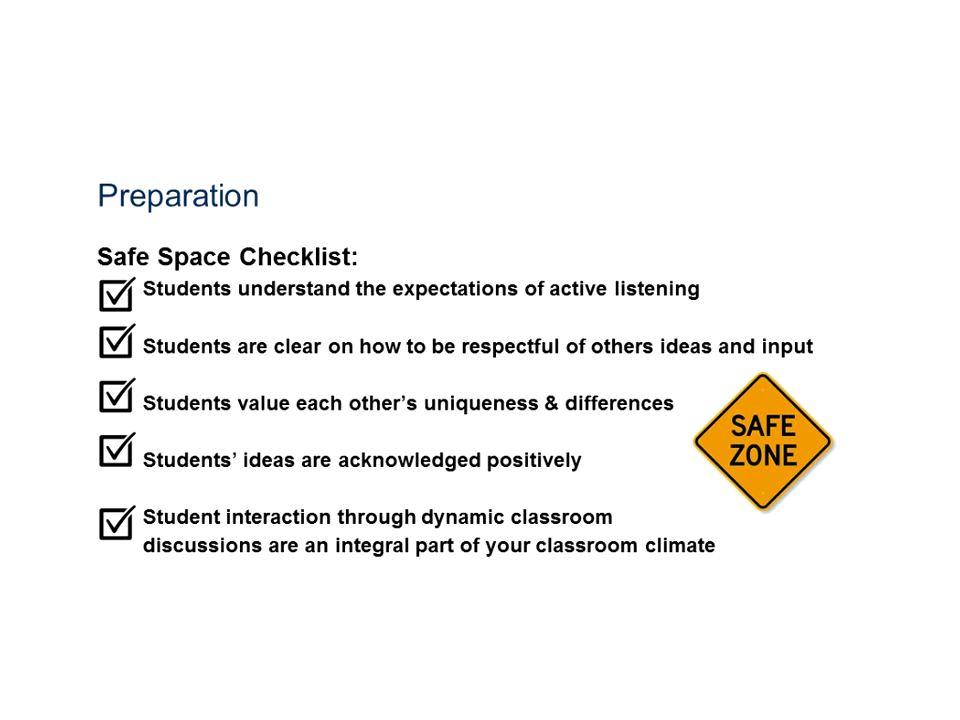 Preparation
Safe Space Checklist:
Students understand the expectations of active listening
Students are clear on how to be respectful of others ideas and input
Students value each other’s uniqueness & differences
SAFE
ZONE
Students’ ideas are acknowledged positively
Student interaction through dynamic classroom
discussions are an integral part of your classroom climate